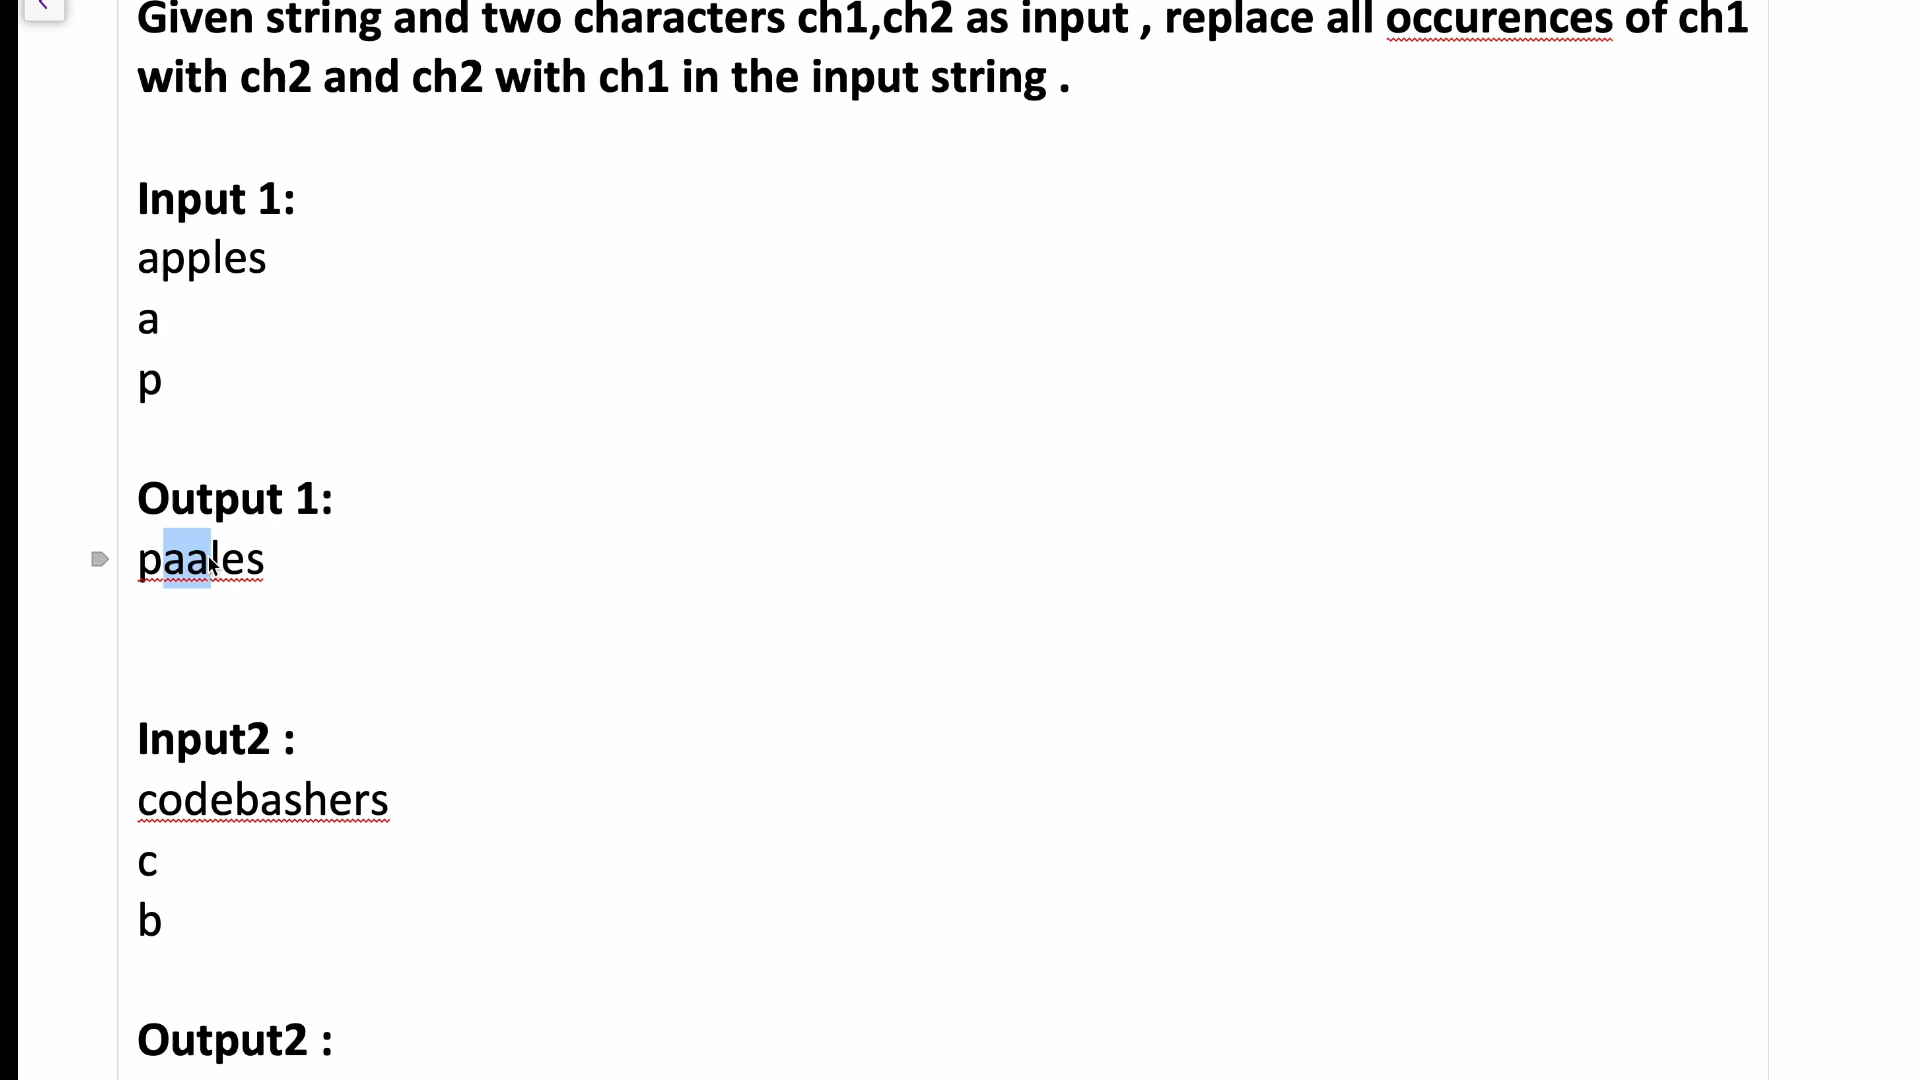 Given string and two characters ch1,ch2 as input , replace all occurences of ch1
with ch2 and ch2 with ch1 in the input string .
Input 1:
apples
a
p
Output 1:
paales
Input2 :
codebashers
c
b
Output2 :